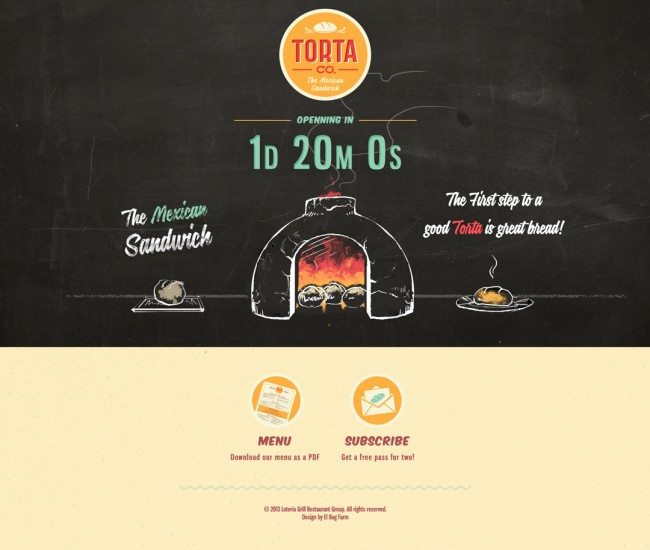 TORTA
CO.
The Mexican
Sandwich
OPENNING IN
1D 20M 0S
The Mexican
Sandwich
The First step to a
good Torta is great bread!
MENU
Download our menu as a PDF
SUBSCRIBE
Get a free pass for two!
© 2013 Loteria Grill Restaurant Group. All rights reserved.
Design by El Bug Farm